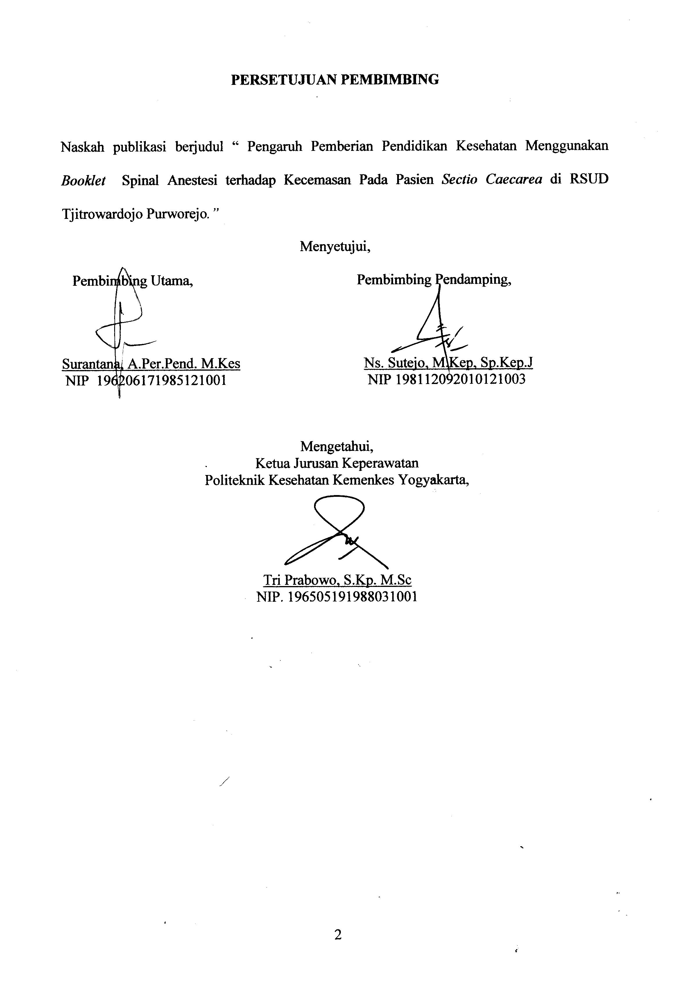 PERSETUJUAN PEMBIMBING
Naskah publikasi berjudul “ Pengaruh Pemberian Pendidikan Kesehatan Menggunakan
Booklet Spinal Anestesi terhadap Kecemasan Pada Pasien Sectio Caecarea di RSUD
Tjitrowardojo Purworejo. ”
Menyetujui,
Pembimbing Utama,
Pembimbing Pendamping,
Surantana, A.Per.Pend. M.Kes
NIP 196206171985121001
Ns. Sutejo, M.Kep, Sp.Kep.J
NIP 198112092010121003
Mengetahui,
Ketua Jurusan Keperawatan
Politeknik Kesehatan Kemenkes Yogyakarta,
Tri Prabowo, S.Kp. M.Sc
NIP. 196505191988031001
2